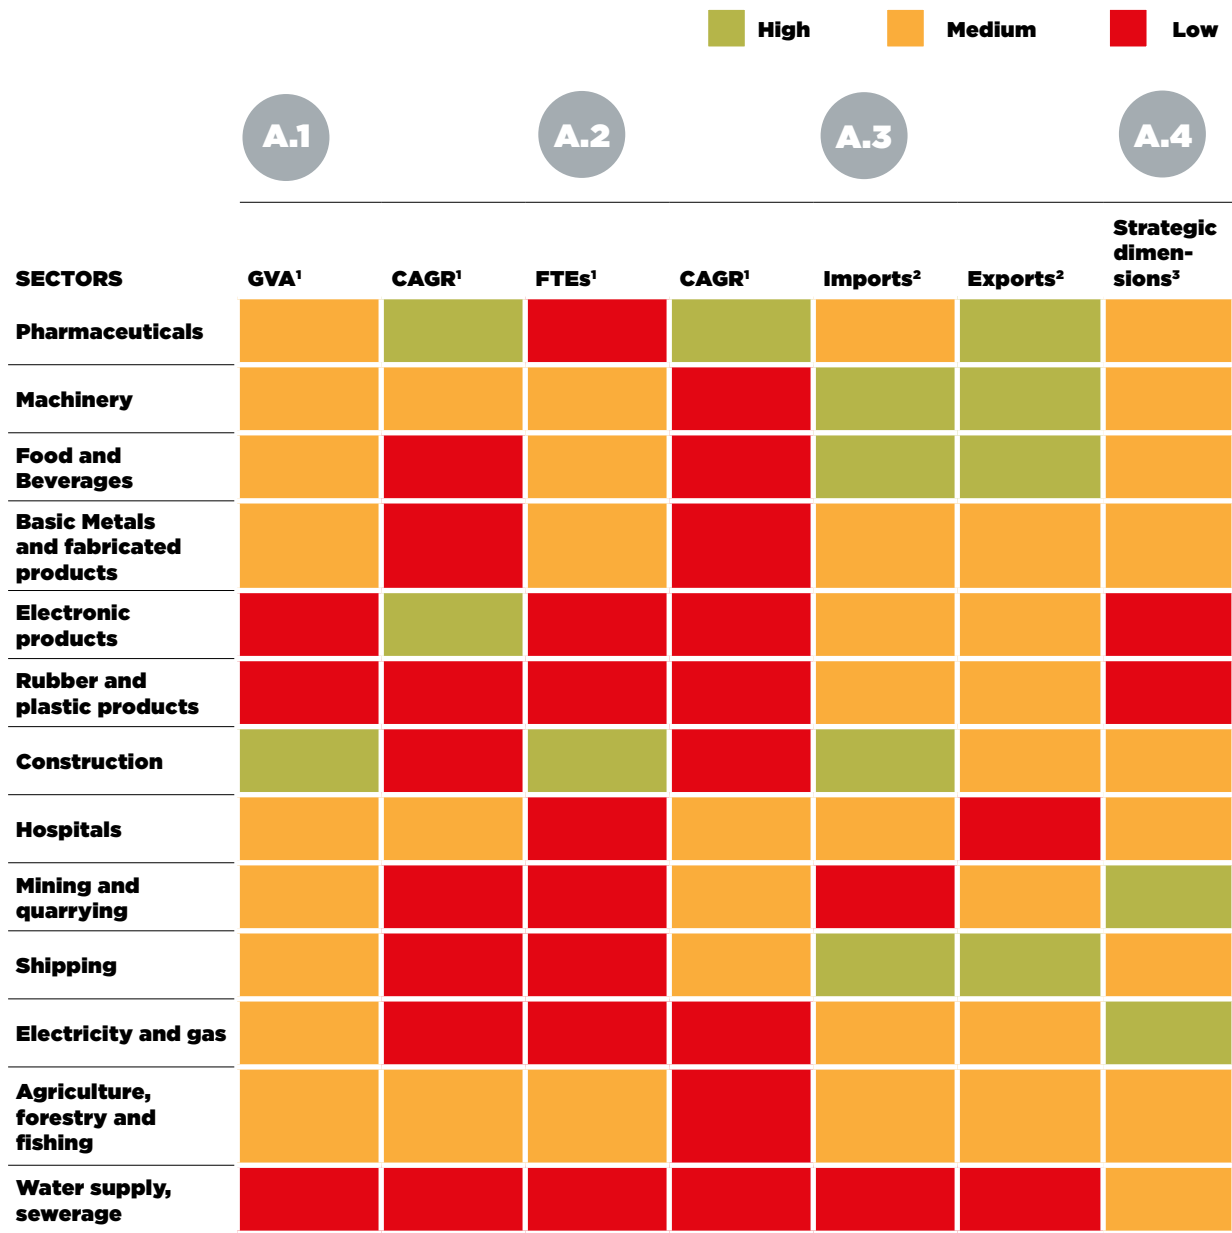 High Medium Low
A.1 A.2 A.3 A.4
SECTORS GVA¹ CAGR¹ FTEs¹ CAGR¹ Imports² Exports² Strategic
dimen-
sions³
Pharmaceuticals
Machinery
Food and
Beverages
Basic Metals
and fabricated
products
Electronic
products
Rubber and
plastic products
Construction
Hospitals
Mining and
quarrying
Shipping
Electricity and gas
Agriculture,
forestry and
fishing
Water supply,
sewerage